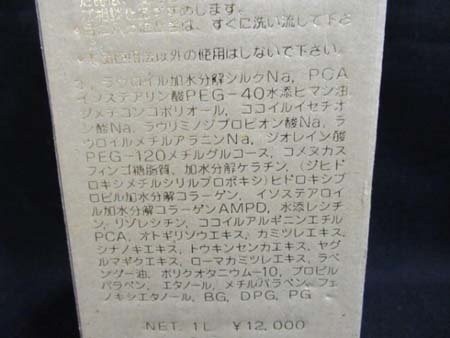 すぐに洗い流して下さ
以外の使用はしないで下さい。
ラウロイル加水分解シルクNa, PCA
イソステアリン酸PEG-40水添ヒマシ油
ジメチコンコポリオール, ココイルイセチオ
ン酸Na, ラウリミノジプロピオン酸Na, ラ
ウロイルメチルアラニンNa, ジオレイン酸
PEG-120メチルグルコース, コメヌカス
フィンゴ糖脂質, 加水分解ケラチン, (ジヒド
ロキシメチルシリルプロポキシ)ヒドロキシプ
ロピル加水分解コラーゲン, イソステアロイ
ル加水分解コラーゲンAMPD, 水添レシチ
ン, リゾレシチン, ココイルアルギニンエチル
PCA, オトギリソウエキス, カミツレエキス,
シナノキエキス, トウキンセンカエキス, ヤグ
ルマギクエキス, ローマカミツレエキス, ラベ
ンダー油, ポリクオタニウム-10, プロピル
パラベン, エタノール, メチルパラベン, フェ
ノキシエタノール, BG, DPG, PG
NET. 1L ¥12,000